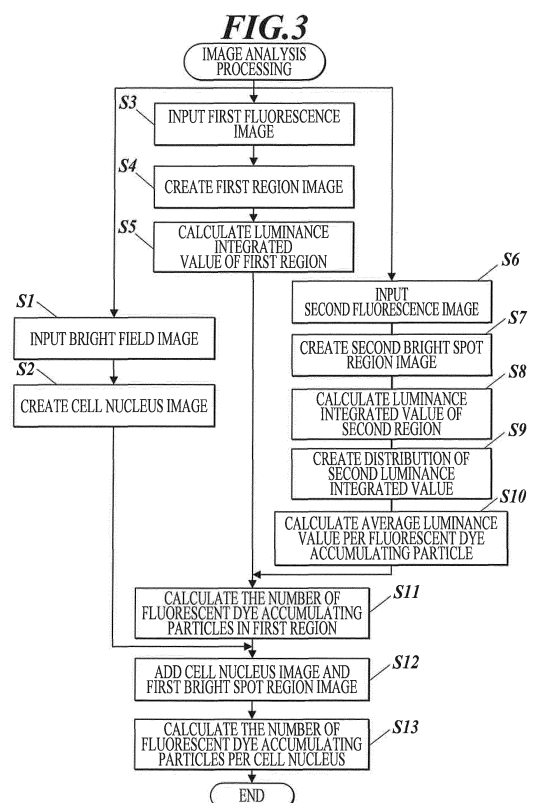 FIG.3
IMAGE ANALYSIS
PROCESSING
S3
INPUT FIRST FLUORESCENCE
IMAGE
S4
CREATE FIRST REGION IMAGE
S5
CALCULATE LUMINANCE
INTEGRATED
VALUE OF FIRST REGION
S1
INPUT BRIGHT FIELD IMAGE
S2
CREATE CELL NUCLEUS IMAGE
S6
INPUT
SECOND FLUORESCENCE IMAGE
S7
CREATE SECOND BRIGHT SPOT
REGION IMAGE
S8
CALCULATE LUMINANCE
INTEGRATED VALUE OF
SECOND REGION
S9
CREATE DISTRIBUTION OF
SECOND LUMINANCE
INTEGRATED VALUE
S10
CALCULATE AVERAGE LUMINANCE
VALUE PER FLUORESCENT DYE
ACCUMULATING PARTICLE
S11
CALCULATE THE NUMBER OF
FLUORESCENT DYE ACCUMULATING
PARTICLES IN FIRST REGION
S12
ADD CELL NUCLEUS IMAGE AND
FIRST BRIGHT SPOT REGION IMAGE
S13
CALCULATE THE NUMBER OF
FLUORESCENT DYE ACCUMULATING
PARTICLES PER CELL NUCLEUS
END